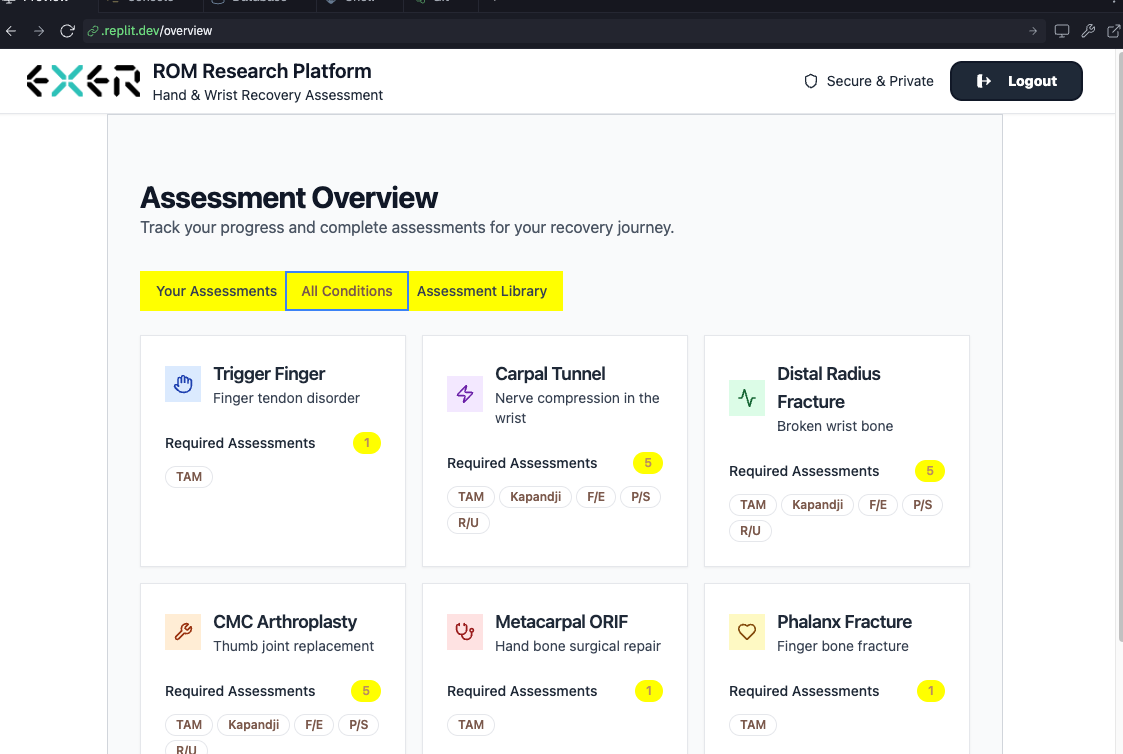 .replit.dev/overview
EXER
ROM Research Platform
Hand & Wrist Recovery Assessment
Secure & Private
Logout
Assessment Overview
Track your progress and complete assessments for your recovery journey.
Your Assessments
All Conditions
Assessment Library
Trigger Finger
Finger tendon disorder
Required Assessments
1
TAM
Carpal Tunnel
Nerve compression in the
wrist
Required Assessments
5
TAM
Kapandji
F/E
P/S
R/U
Distal Radius
Fracture
Broken wrist bone
Required Assessments
5
TAM
Kapandji
F/E
P/S
R/U
CMC Arthroplasty
Thumb joint replacement
Required Assessments
5
TAM
Kapandji
F/E
P/S
R/U
Metacarpal ORIF
Hand bone surgical repair
Required Assessments
1
TAM
Phalanx Fracture
Finger bone fracture
Required Assessments
1
TAM